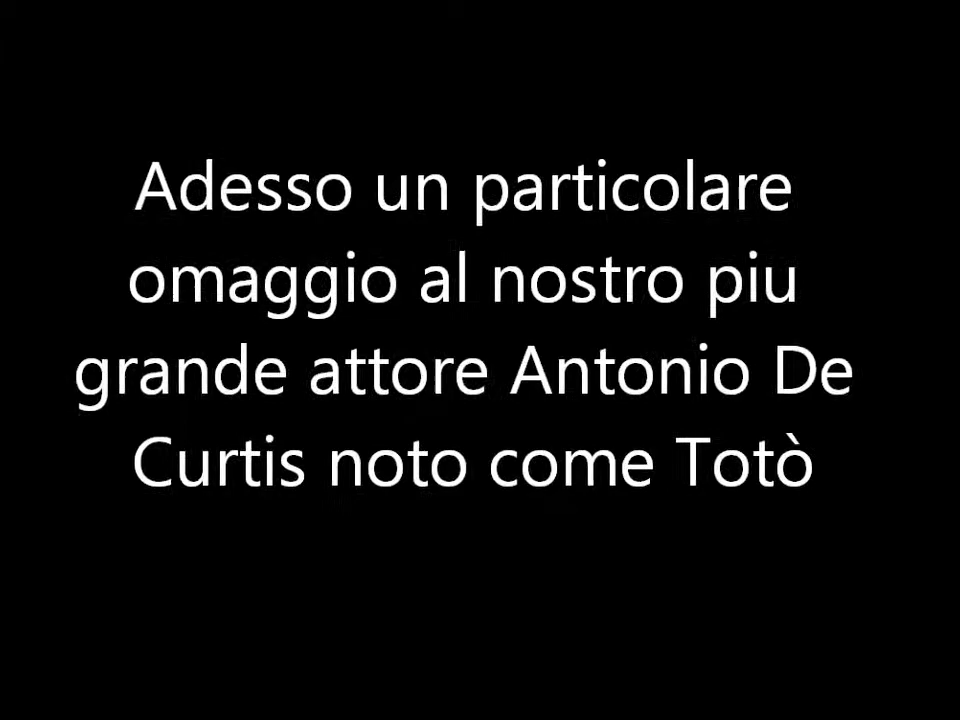 Adesso un particolare
omaggio al nostro piu
grande attore Antonio De
Curtis noto come Totò